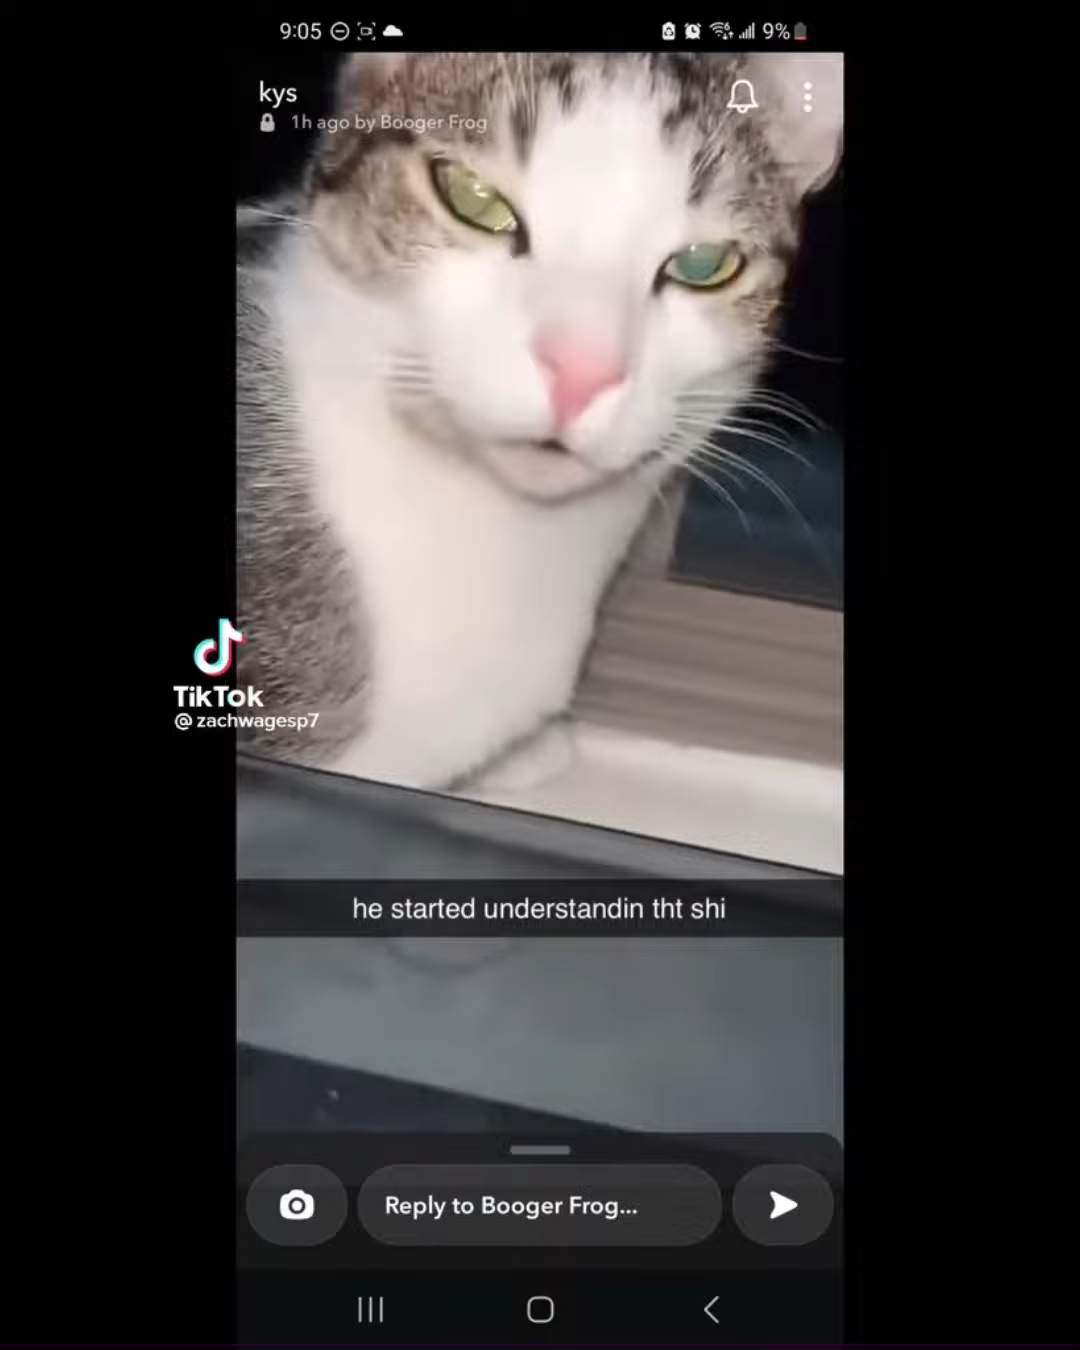 9:05
9%
kys
1h ago by Booger Frog
TikTok
@zachwagesp7
he started understandin tht shi
Reply to Booger Frog...